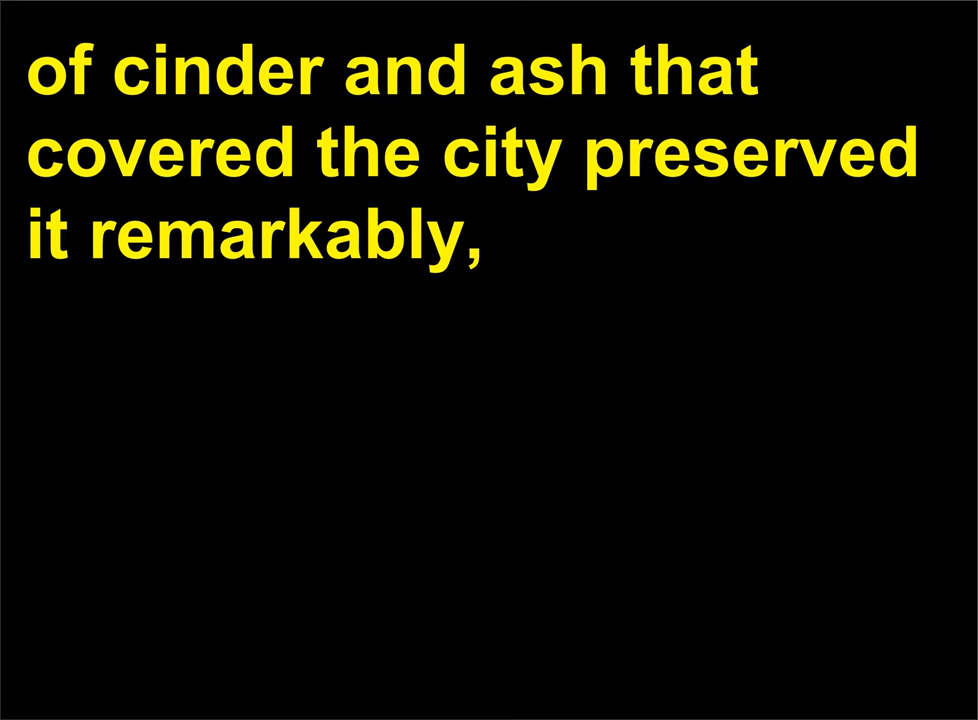 of cinder and ash that
covered the city preserved
it remarkably,